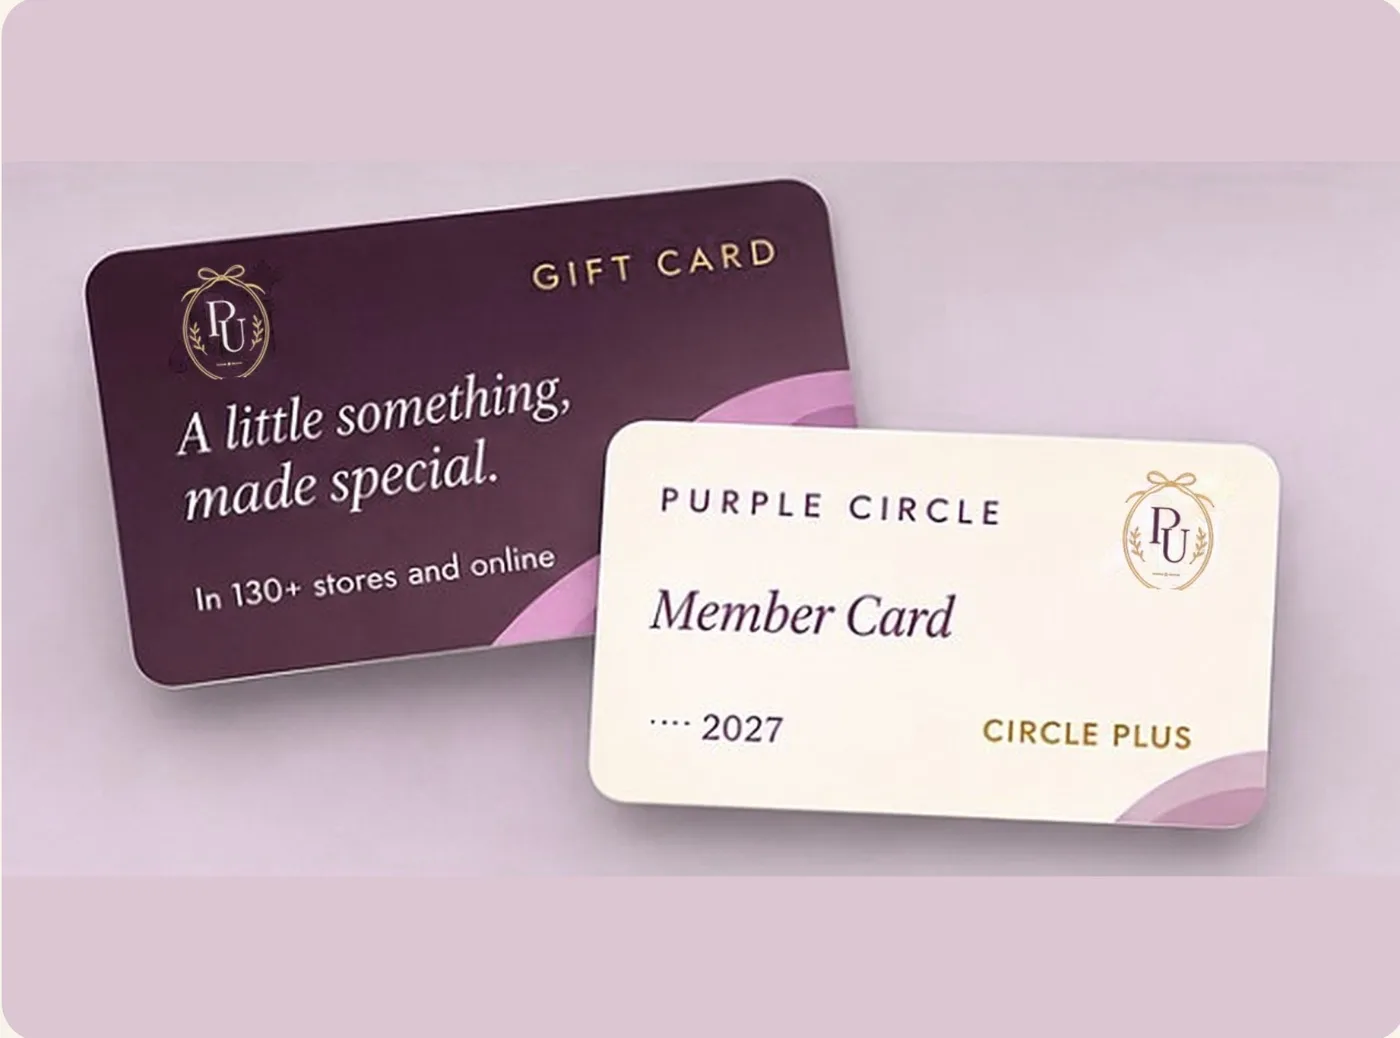 PU
GIFT CARD
A little something,
made special.
In 130+ stores and online
PURPLE CIRCLE
PU
Member Card
···· 2027
CIRCLE PLUS